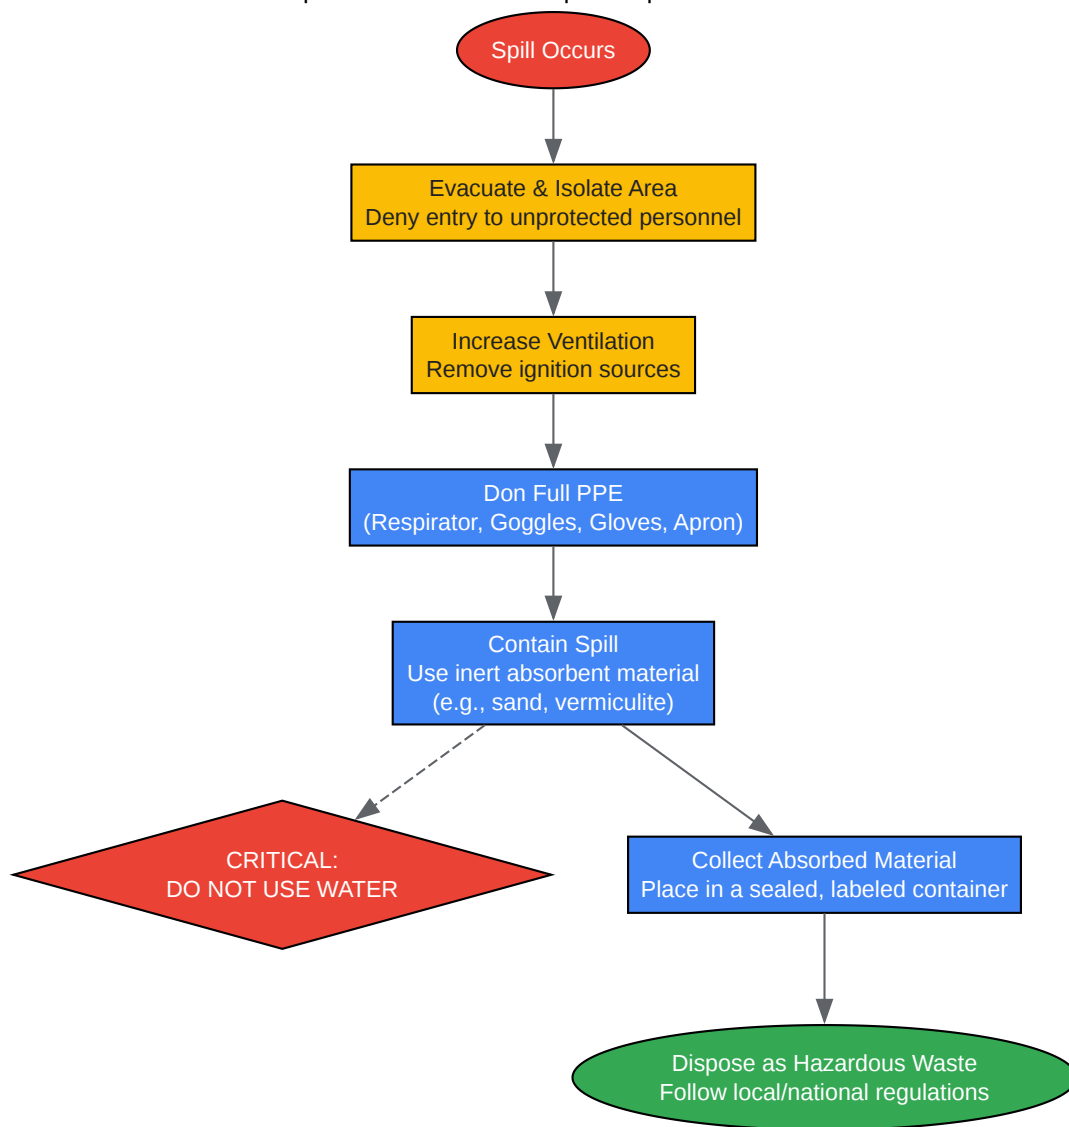 Spill Occurs
Evacuate & Isolate Area
Deny entry to unprotected personnel
Increase Ventilation
Remove ignition sources
Don Full PPE
(Respirator, Goggles, Gloves, Apron)
Contain Spill
Use inert absorbent material
(e.g., sand, vermiculite)
CRITICAL:
DO NOT USE WATER
Collect Absorbed Material
Place in a sealed, labeled container
Dispose as Hazardous Waste
Follow local/national regulations